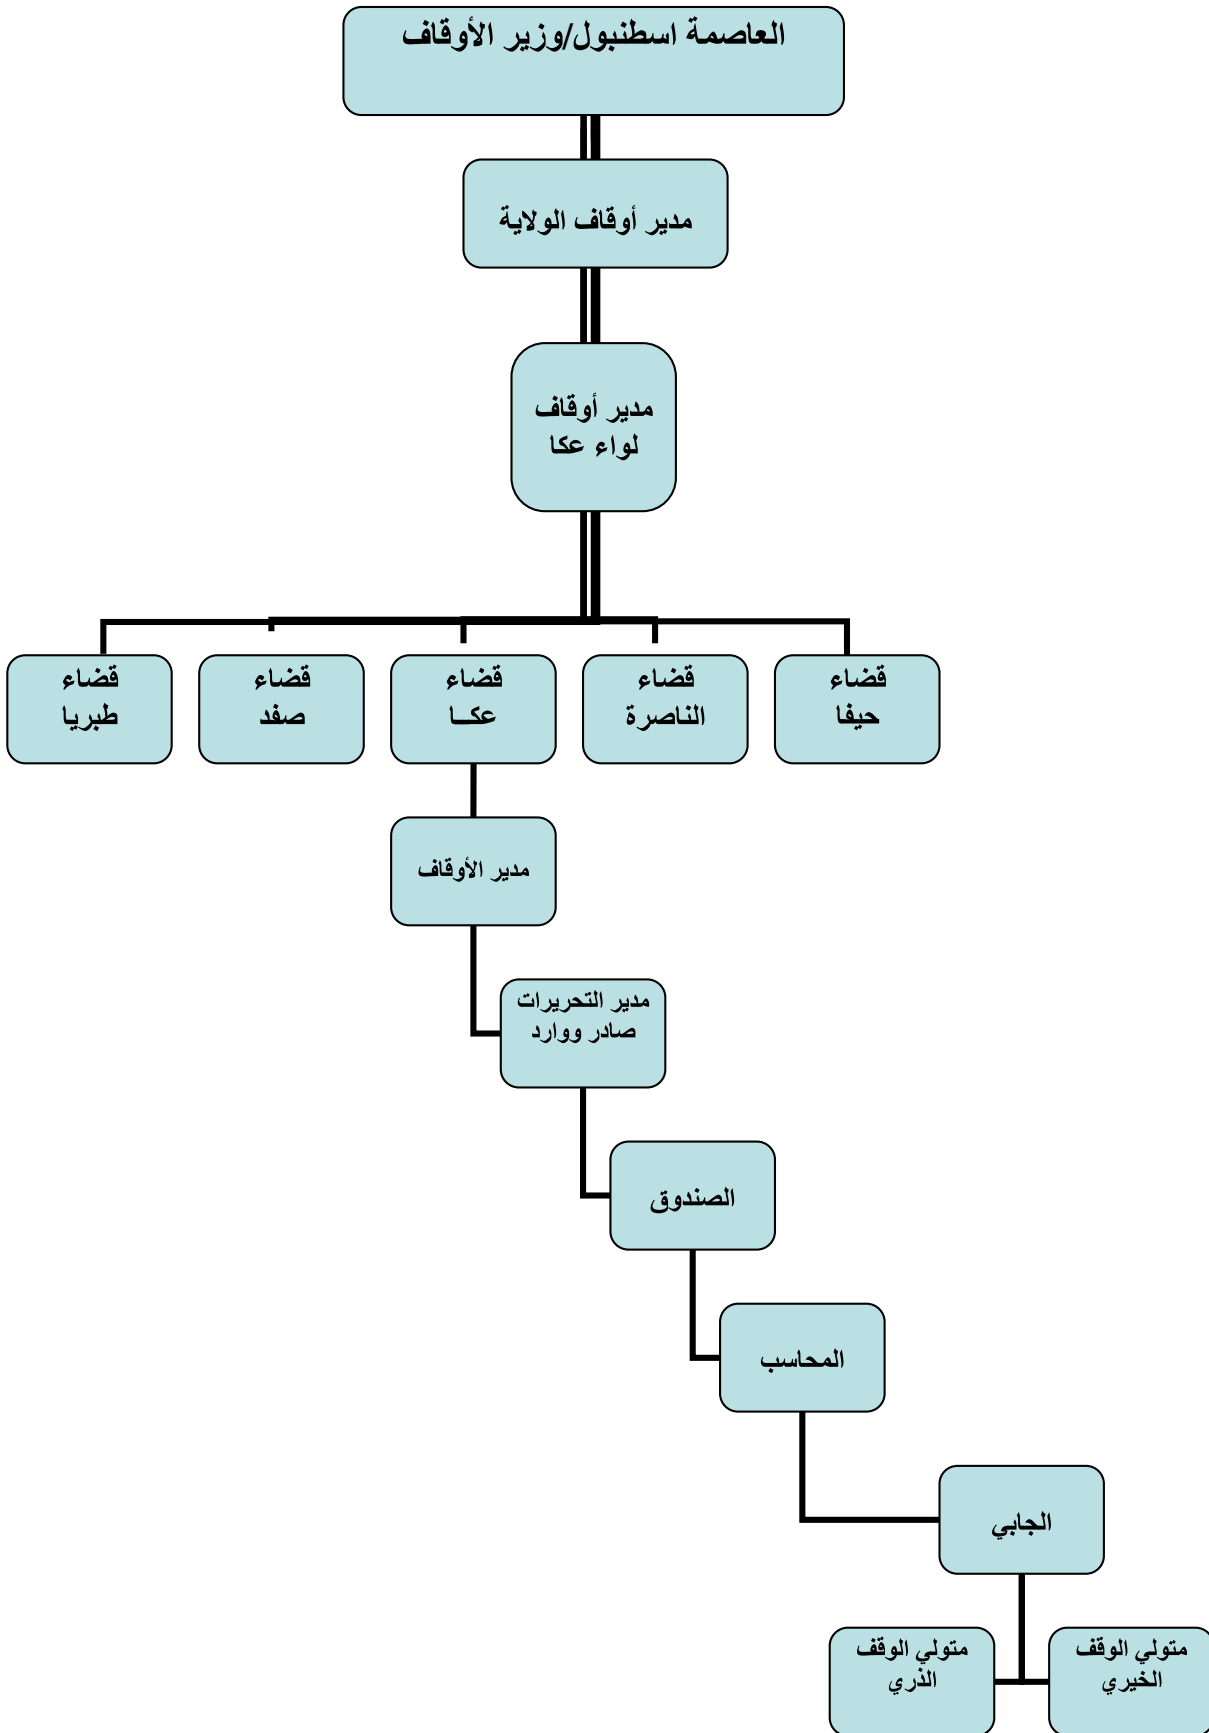 العاصمة اسطنبول/وزير الأوقاف
مدير أوقاف الولاية
مدير أوقاف
لواء عكا
قضاء
حيفا
قضاء
الناصرة
قضاء
عكــا
قضاء
صفد
قضاء
طبريا
مدير الأوقاف
مدير التحريرات
صادر ووارد
الصندوق
المحاسب
الجابي
متولي الوقف
الخيري
متولي الوقف
الذري